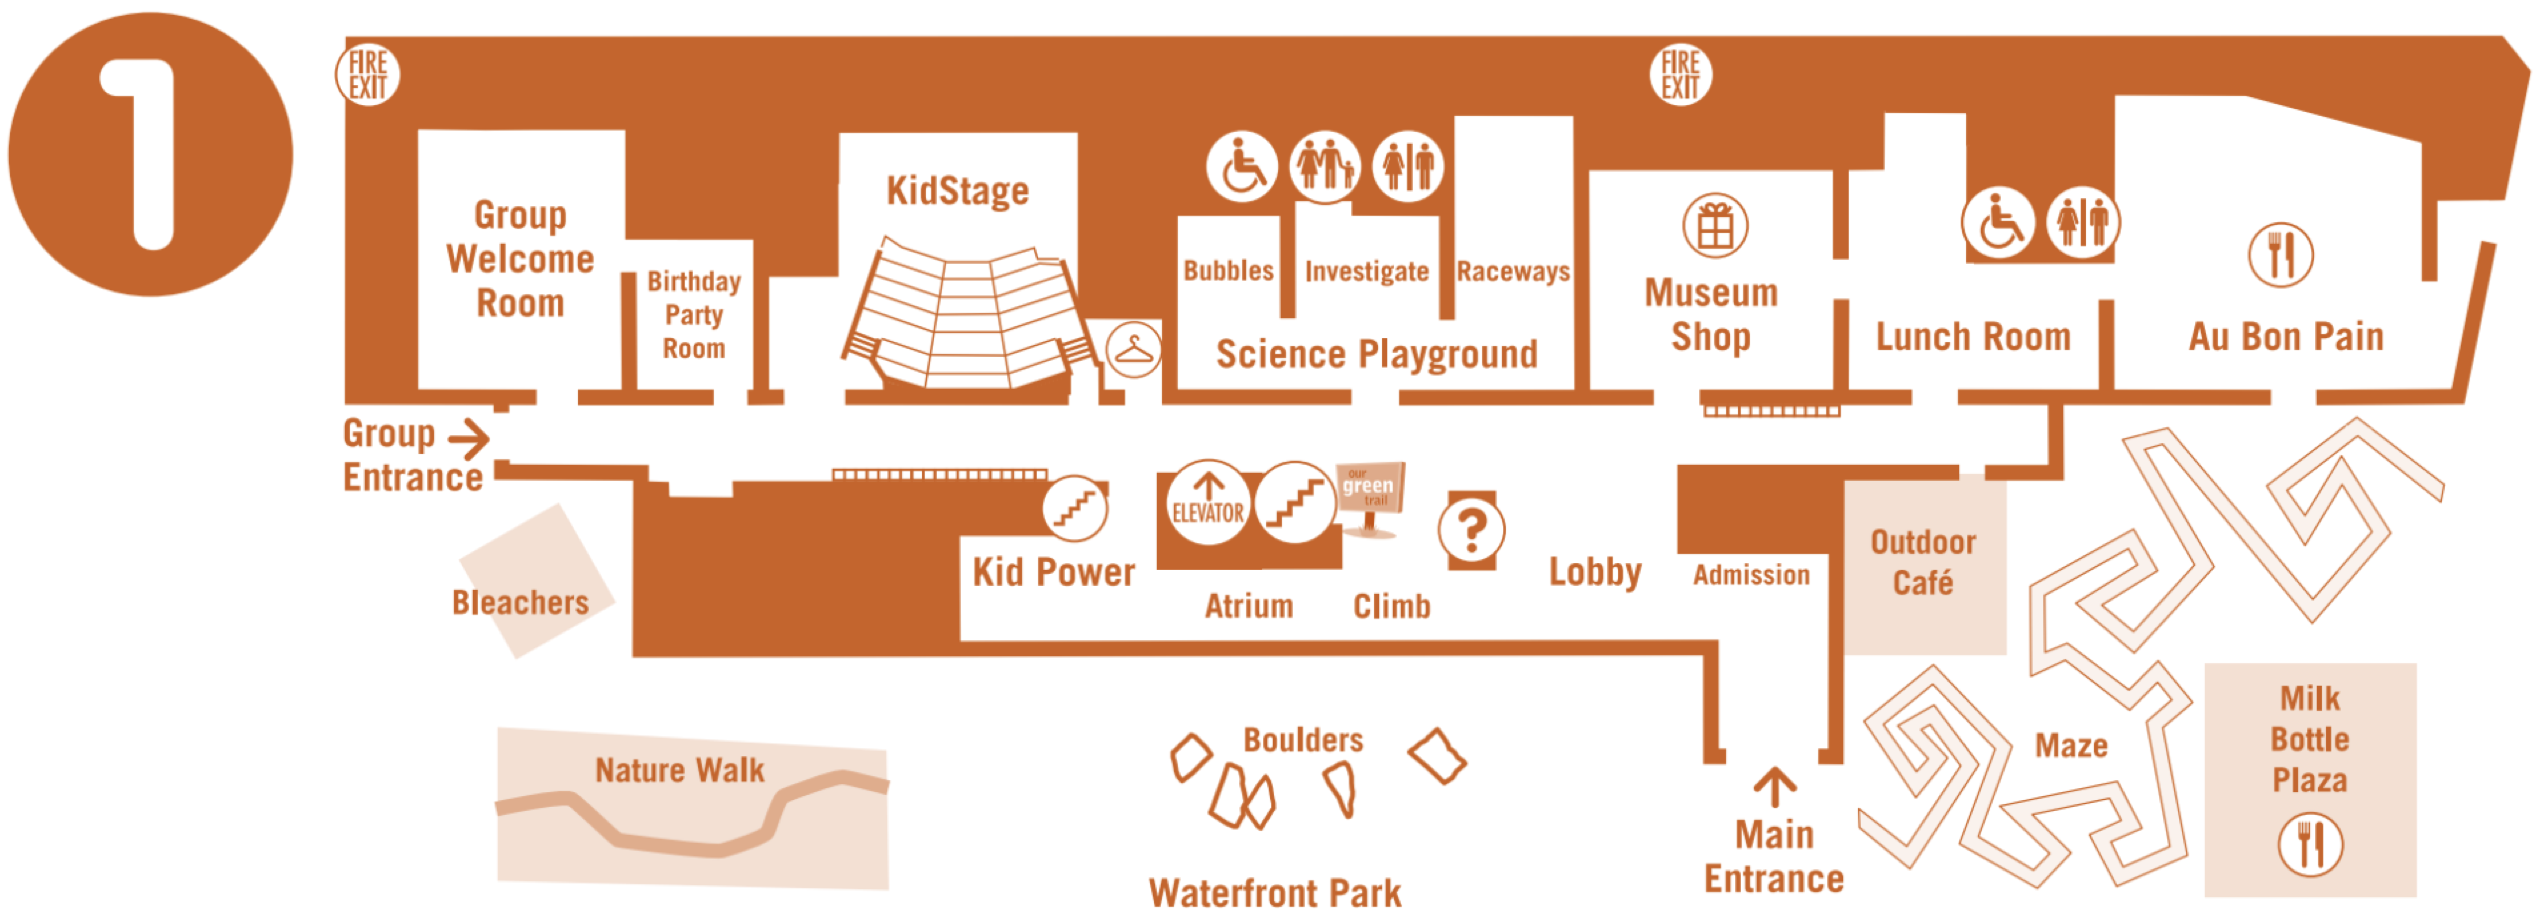 1
FIRE
EXIT
FIRE
EXIT
Group
Welcome
Room
Birthday
Party
Room
KidStage
Bubbles
Investigate
Raceways
Science Playground
Museum
Shop
Lunch Room
Au Bon Pain
Group
Entrance
ELEVATOR
our
green
trail
?
Kid Power
Atrium
Climb
Lobby
Admission
Outdoor
Café
Bleachers
Nature Walk
Boulders
Waterfront Park
Main
Entrance
Maze
Milk
Bottle
Plaza